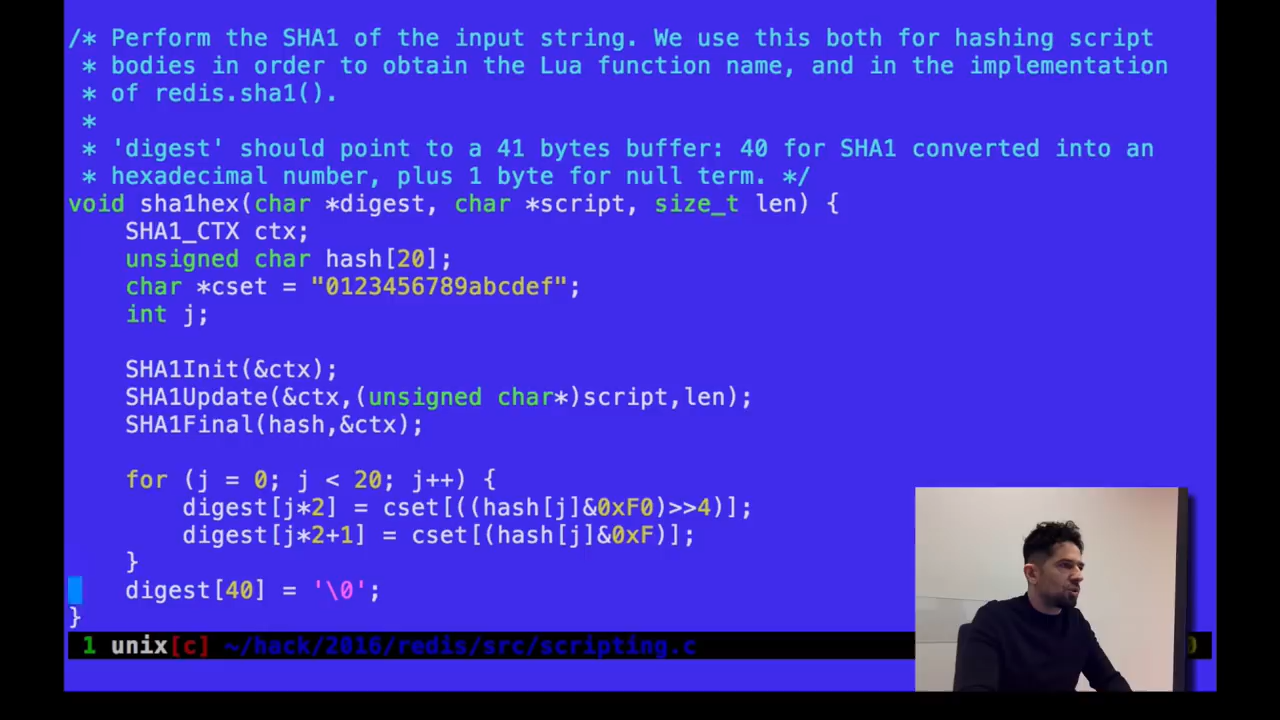 /* Perform the SHA1 of the input string. We use this both for hashing script
 * bodies in order to obtain the Lua function name, and in the implementation
 * of redis.sha1().
 *
 * 'digest' should point to a 41 bytes buffer: 40 for SHA1 converted into an
 * hexadecimal number, plus 1 byte for null term. */
void sha1hex(char *digest, char *script, size_t len) {
    SHA1_CTX ctx;
    unsigned char hash[20];
    char *cset = "0123456789abcdef";
    int j;

    SHA1Init(&ctx);
    SHA1Update(&ctx,(unsigned char*)script,len);
    SHA1Final(hash,&ctx);

    for (j = 0; j < 20; j++) {
        digest[j*2] = cset[((hash[j]&0xF0)>>4)];
        digest[j*2+1] = cset[(hash[j]&0xF)];
    }
    digest[40] = '\0';
}
1 unix[c] ~/hack/2016/redis/src/scripting.c